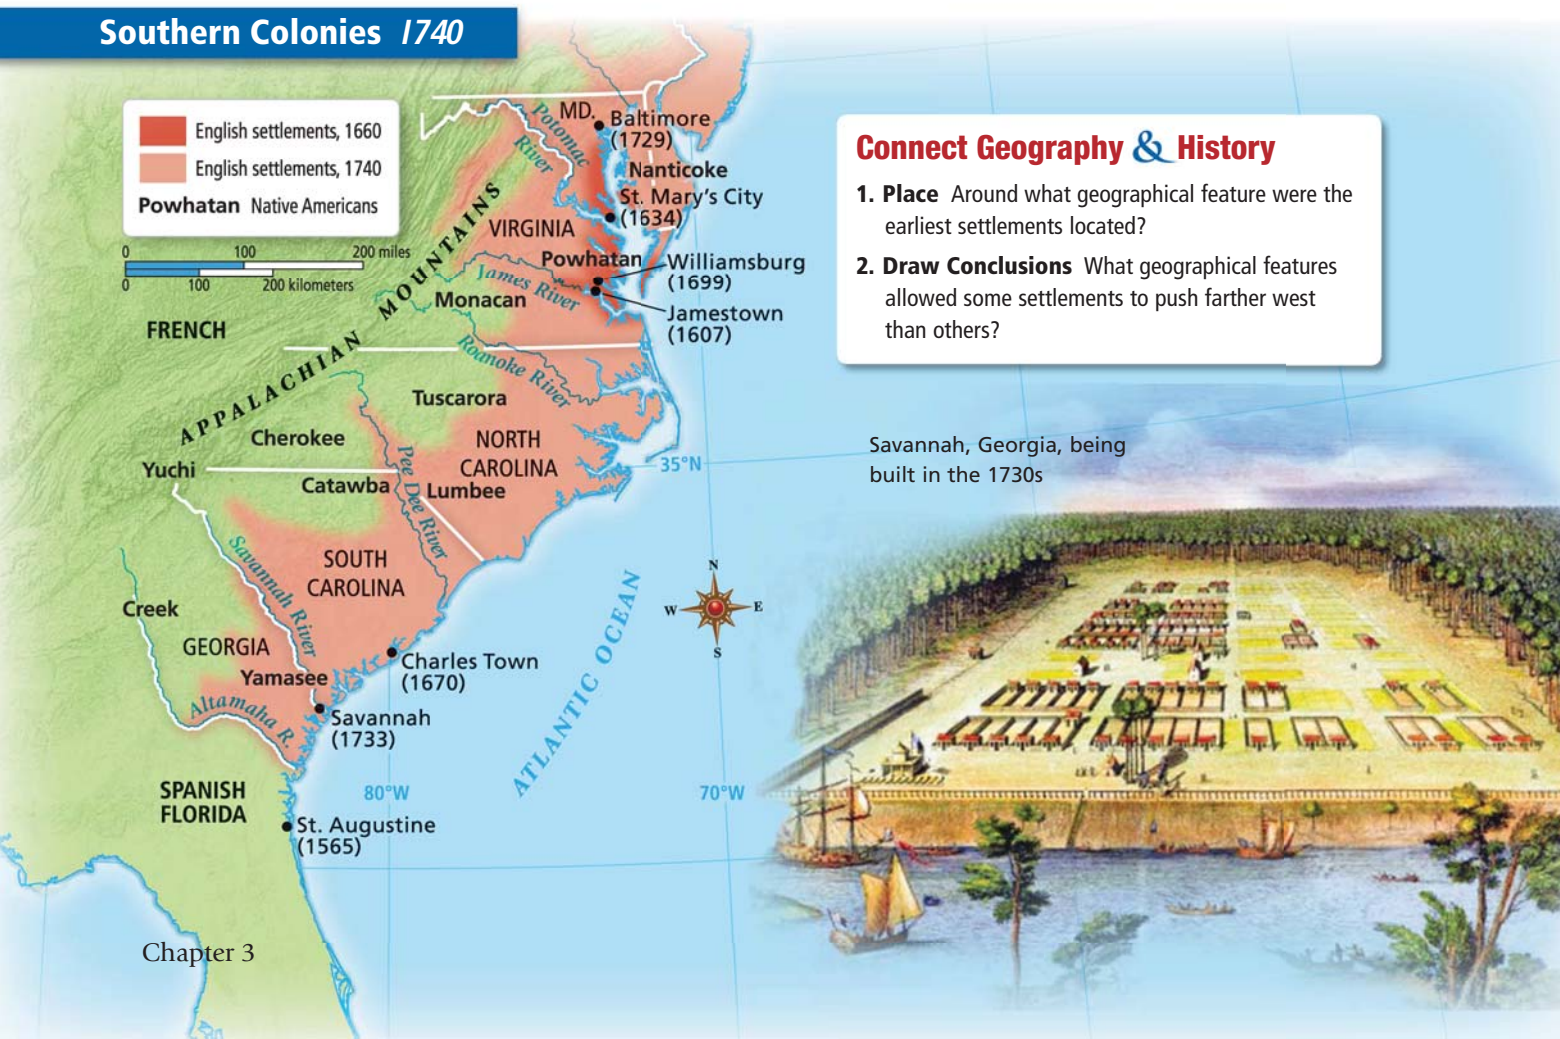 Southern Colonies 1740
English settlements, 1660
English settlements, 1740
Powhatan Native Americans
0 100 200 miles
0 100 200 kilometers
MD.
Potomac
River
Baltimore
(1729)
Nanticoke
St. Mary's City
(1634)
VIRGINIA
Powhatan
Williamsburg
(1699)
James River
Monacan
Jamestown
(1607)
FRENCH
APPALACHIAN MOUNTAINS
Roanoke River
Tuscarora
Cherokee
NORTH
CAROLINA
Yuchi
35°N
Catawba
Lumbee
Pee Dee River
SOUTH
CAROLINA
Savannah River
Creek
GEORGIA
Yamasee
Charles Town
(1670)
Altamaha R.
Savannah
(1733)
ATLANTIC OCEAN
N
W E
S
SPANISH
FLORIDA
80°W
70°W
St. Augustine
(1565)
Chapter 3
Connect Geography & History
1. Place Around what geographical feature were the
earliest settlements located?
2. Draw Conclusions What geographical features
allowed some settlements to push farther west
than others?
Savannah, Georgia, being
built in the 1730s